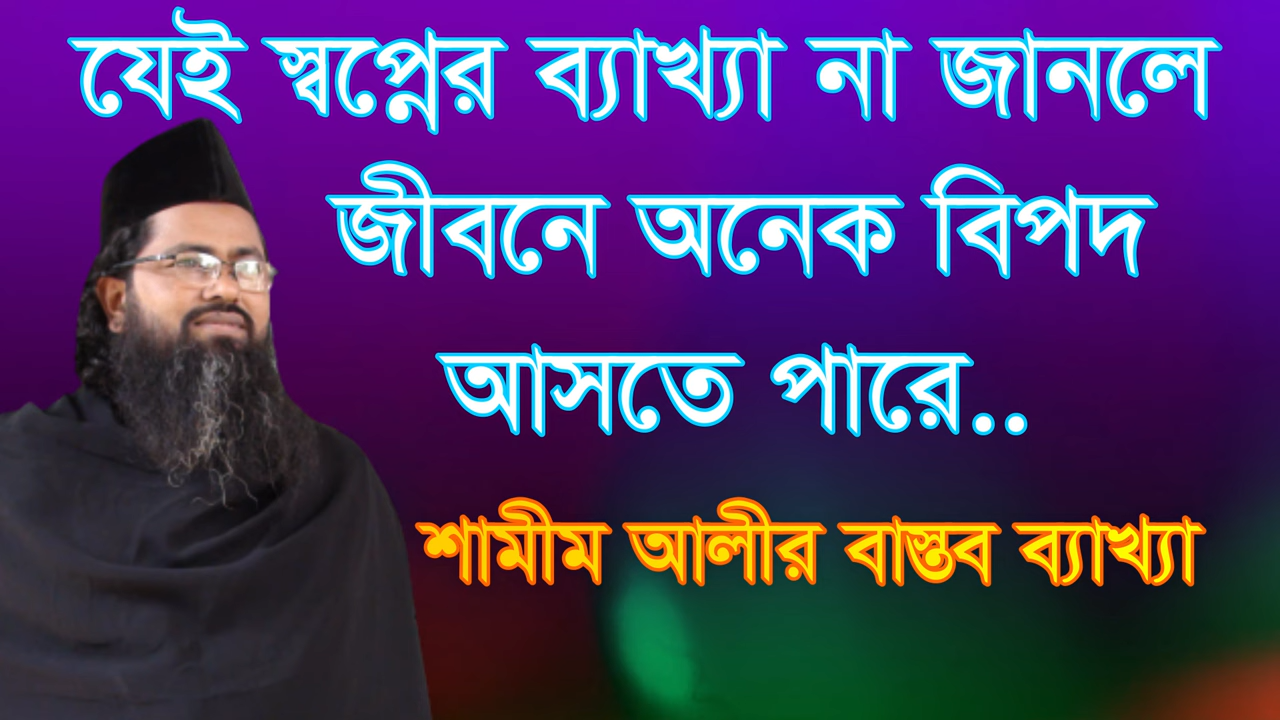 যেই স্বপ্নের ব্যাখ্যা না জানলে
জীবনে অনেক বিপদ
আসতে পারে..
শামীম আলীর বাস্তব ব্যাখ্যা